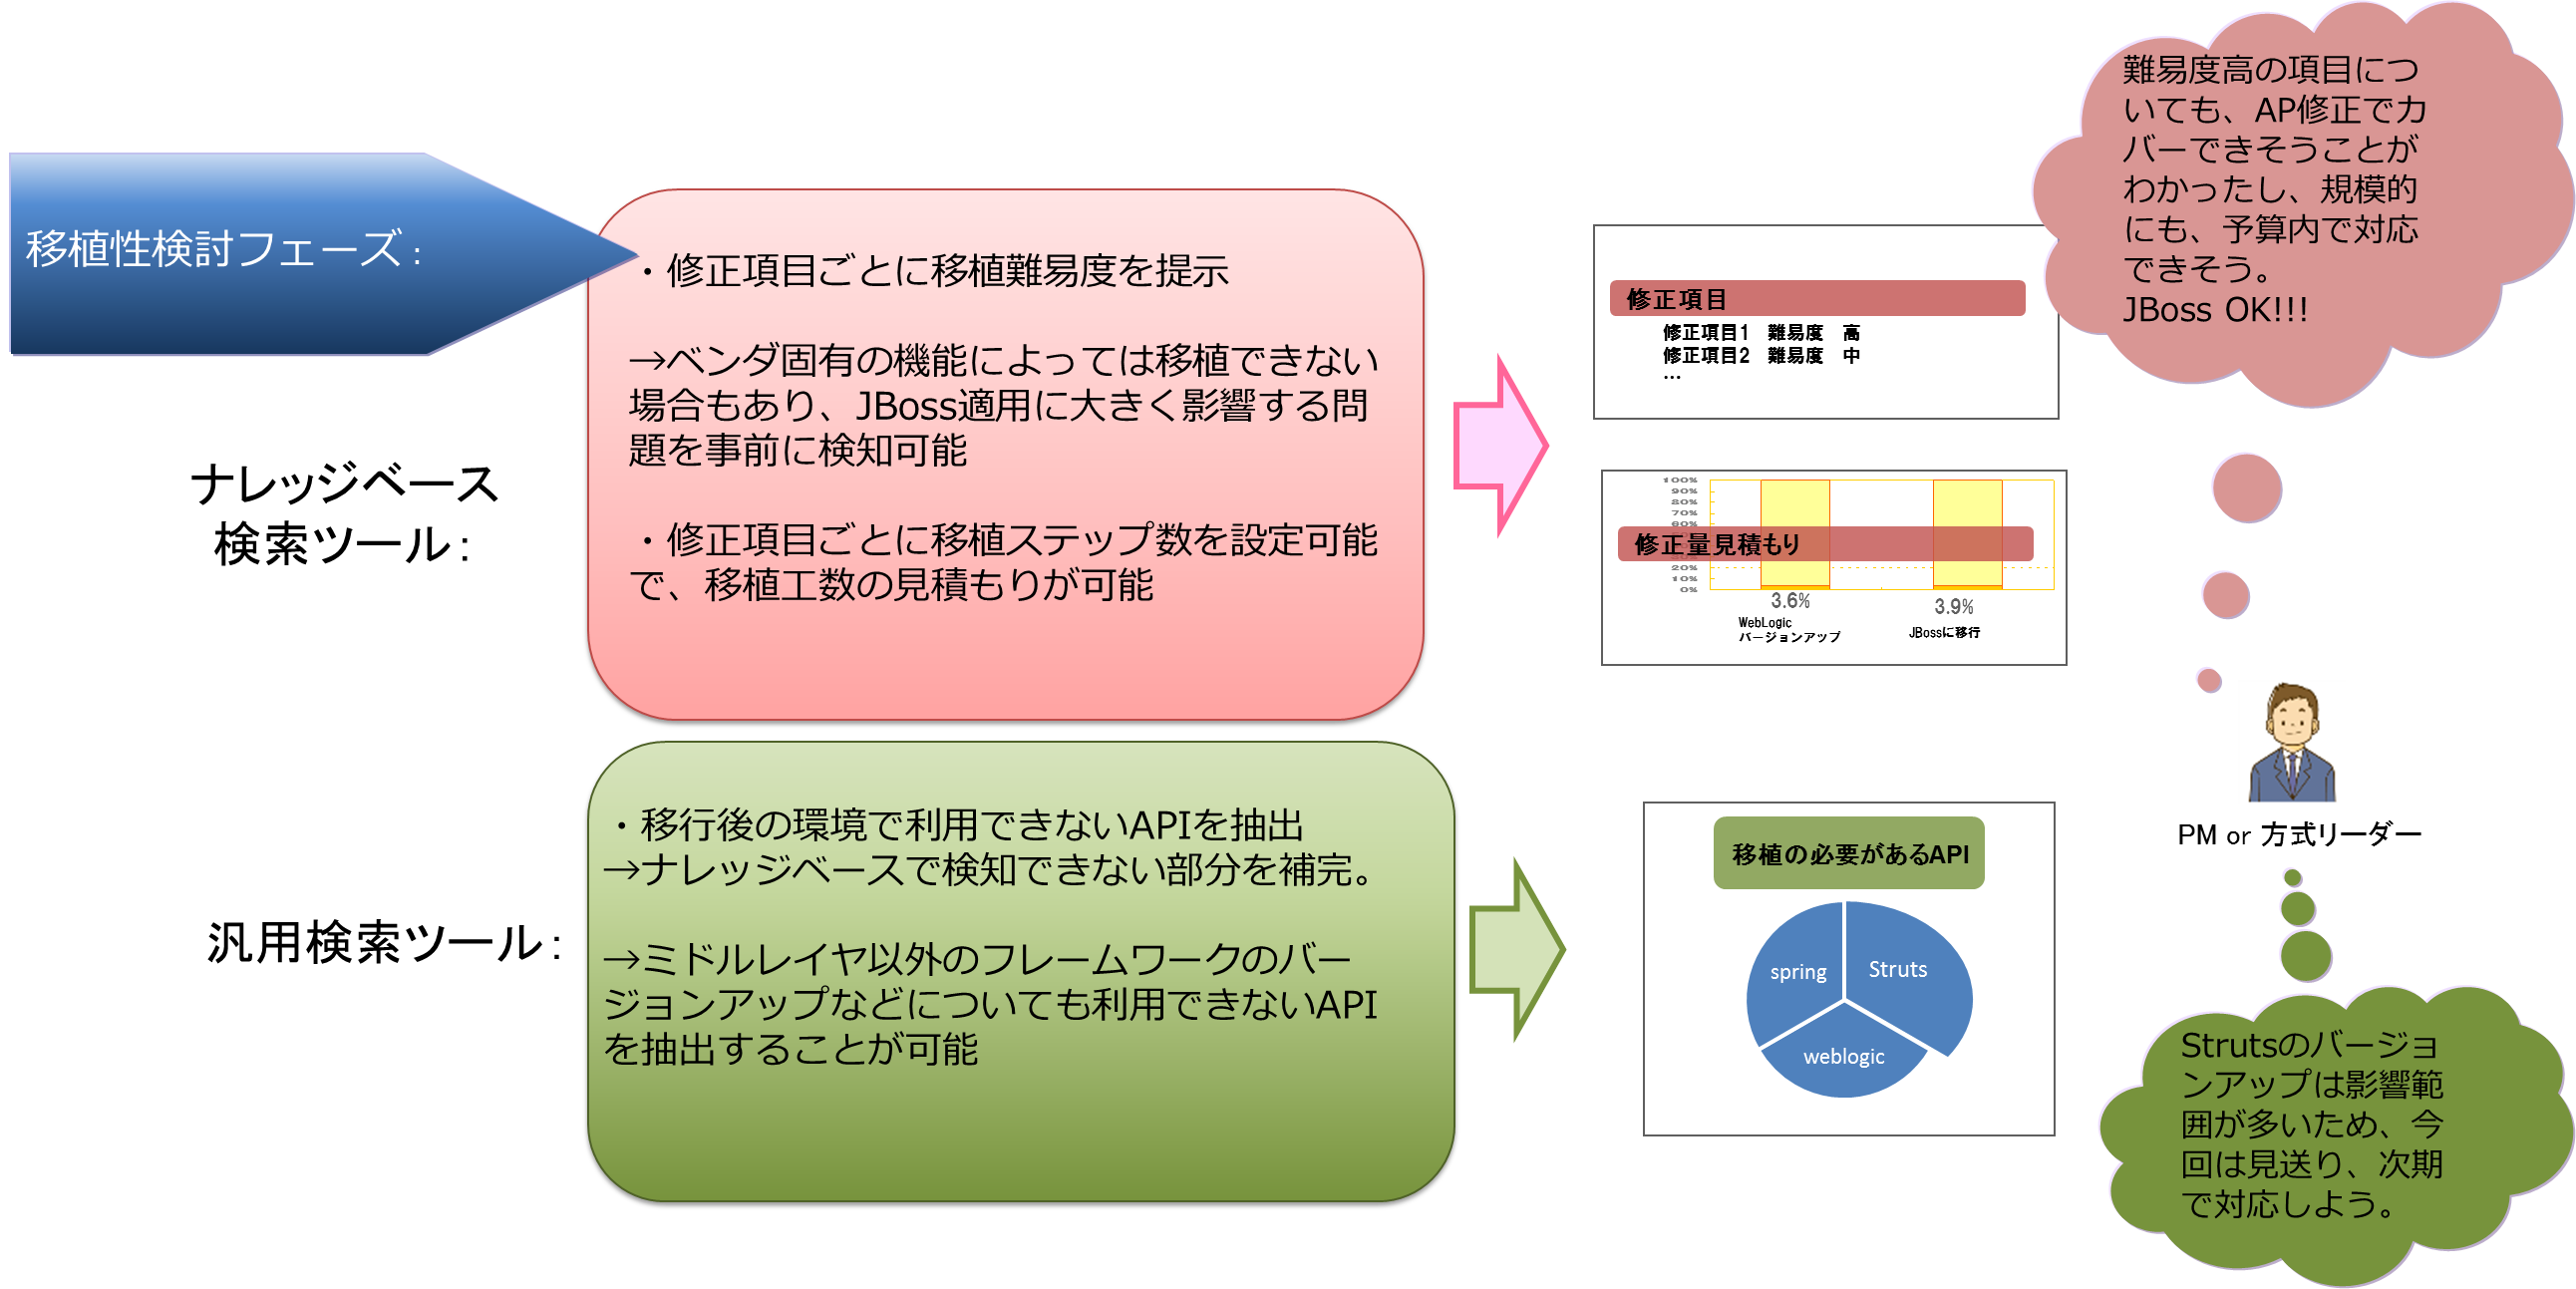 移植性検討フェーズ：
ナレッジベース
検索ツール：
・修正項目ごとに移植難易度を提示
→ベンダ固有の機能によっては移植できない
場合もあり、JBoss適用に大きく影響する問
題を事前に検知可能
・修正項目ごとに移植ステップ数を設定可能
で、移植工数の見積もりが可能
修正項目
修正項目1　難易度　高
修正項目2　難易度　中
…
100%
90%
80%
70%
60%
修正量見積もり
20%
10%
0%
3.6%
3.9%
WebLogic
バージョンアップ
JBossに移行
難易度高の項目につ
いても、AP修正でカ
バーできそうことが
わかったし、規模的
にも、予算内で対応
できそう。
JBoss OK!!!
PM or 方式リーダー
汎用検索ツール：
・移行後の環境で利用できないAPIを抽出
→ナレッジベースで検知できない部分を補完。
→ミドルレイヤ以外のフレームワークのバー
ジョンアップなどについても利用できないAPI
を抽出することが可能
移植の必要があるAPI
spring
Struts
weblogic
Strutsのバージョ
ンアップは影響範
囲が多いため、今
回は見送り、次期
で対応しよう。